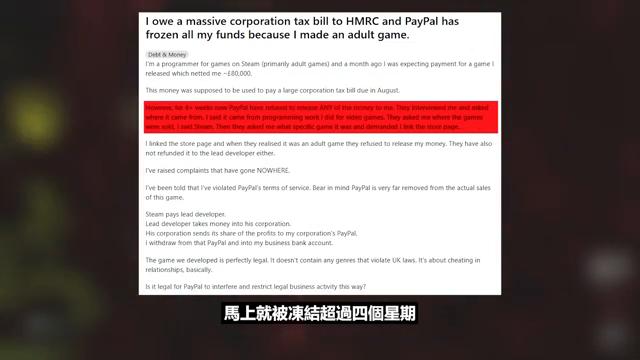 I owe a massive corporation tax bill to HMRC and PayPal has
frozen all my funds because I made an adult game.
Debt & Money
I'm a programmer for games on Steam (primarily adult games) and a month ago I was expecting payment for a game I
released which netted me ~£80,000.
This money was supposed to be used to pay a large corporation tax bill due in August.
However, for 4+ weeks now PayPal have refused to release ANY of the money to me. They interviewed me and asked
where it came from. I said it came from programming work I did for video games. They asked me where the games
were sold, I said Steam. Then they asked me what specific game it was and demanded I link the store page.
I linked the store page and when they realised it was an adult game they refused to release my money. They have also
not refunded it to the lead developer either.
I've raised complaints that have gone NOWHERE.
I've been told that I've violated PayPal's terms of service. Bear in mind PayPal is very far removed from the actual sales
of this game.
Steam pays lead developer.
Lead developer takes money into his corporation.
His corporation sends its share of the profits to my corporation's PayPal.
I withdraw from that PayPal and into my business bank account.
The game we developed is perfectly legal. It doesn't contain any genres that violate UK laws. It's about cheating in
relationships, basically.
Is it legal for PayPal to interfere and restrict legal business activity this way?
馬上就被凍結超過四個星期